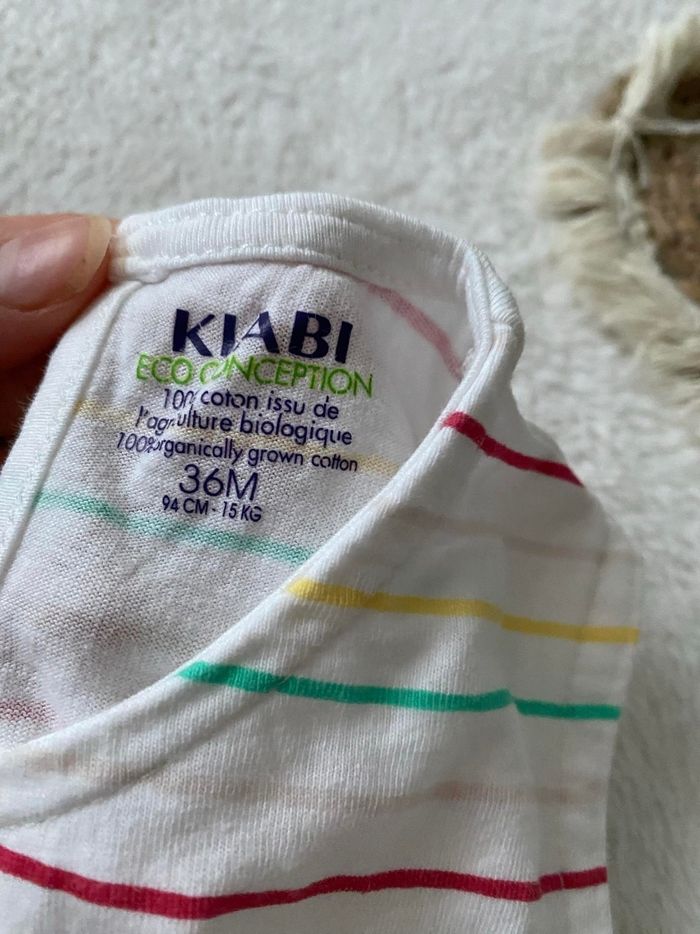 KIABI
ECO CONCEPTION
100% coton issu de
l'agriculture biologique
100% organically grown cotton
36M
94 CM - 15 KG